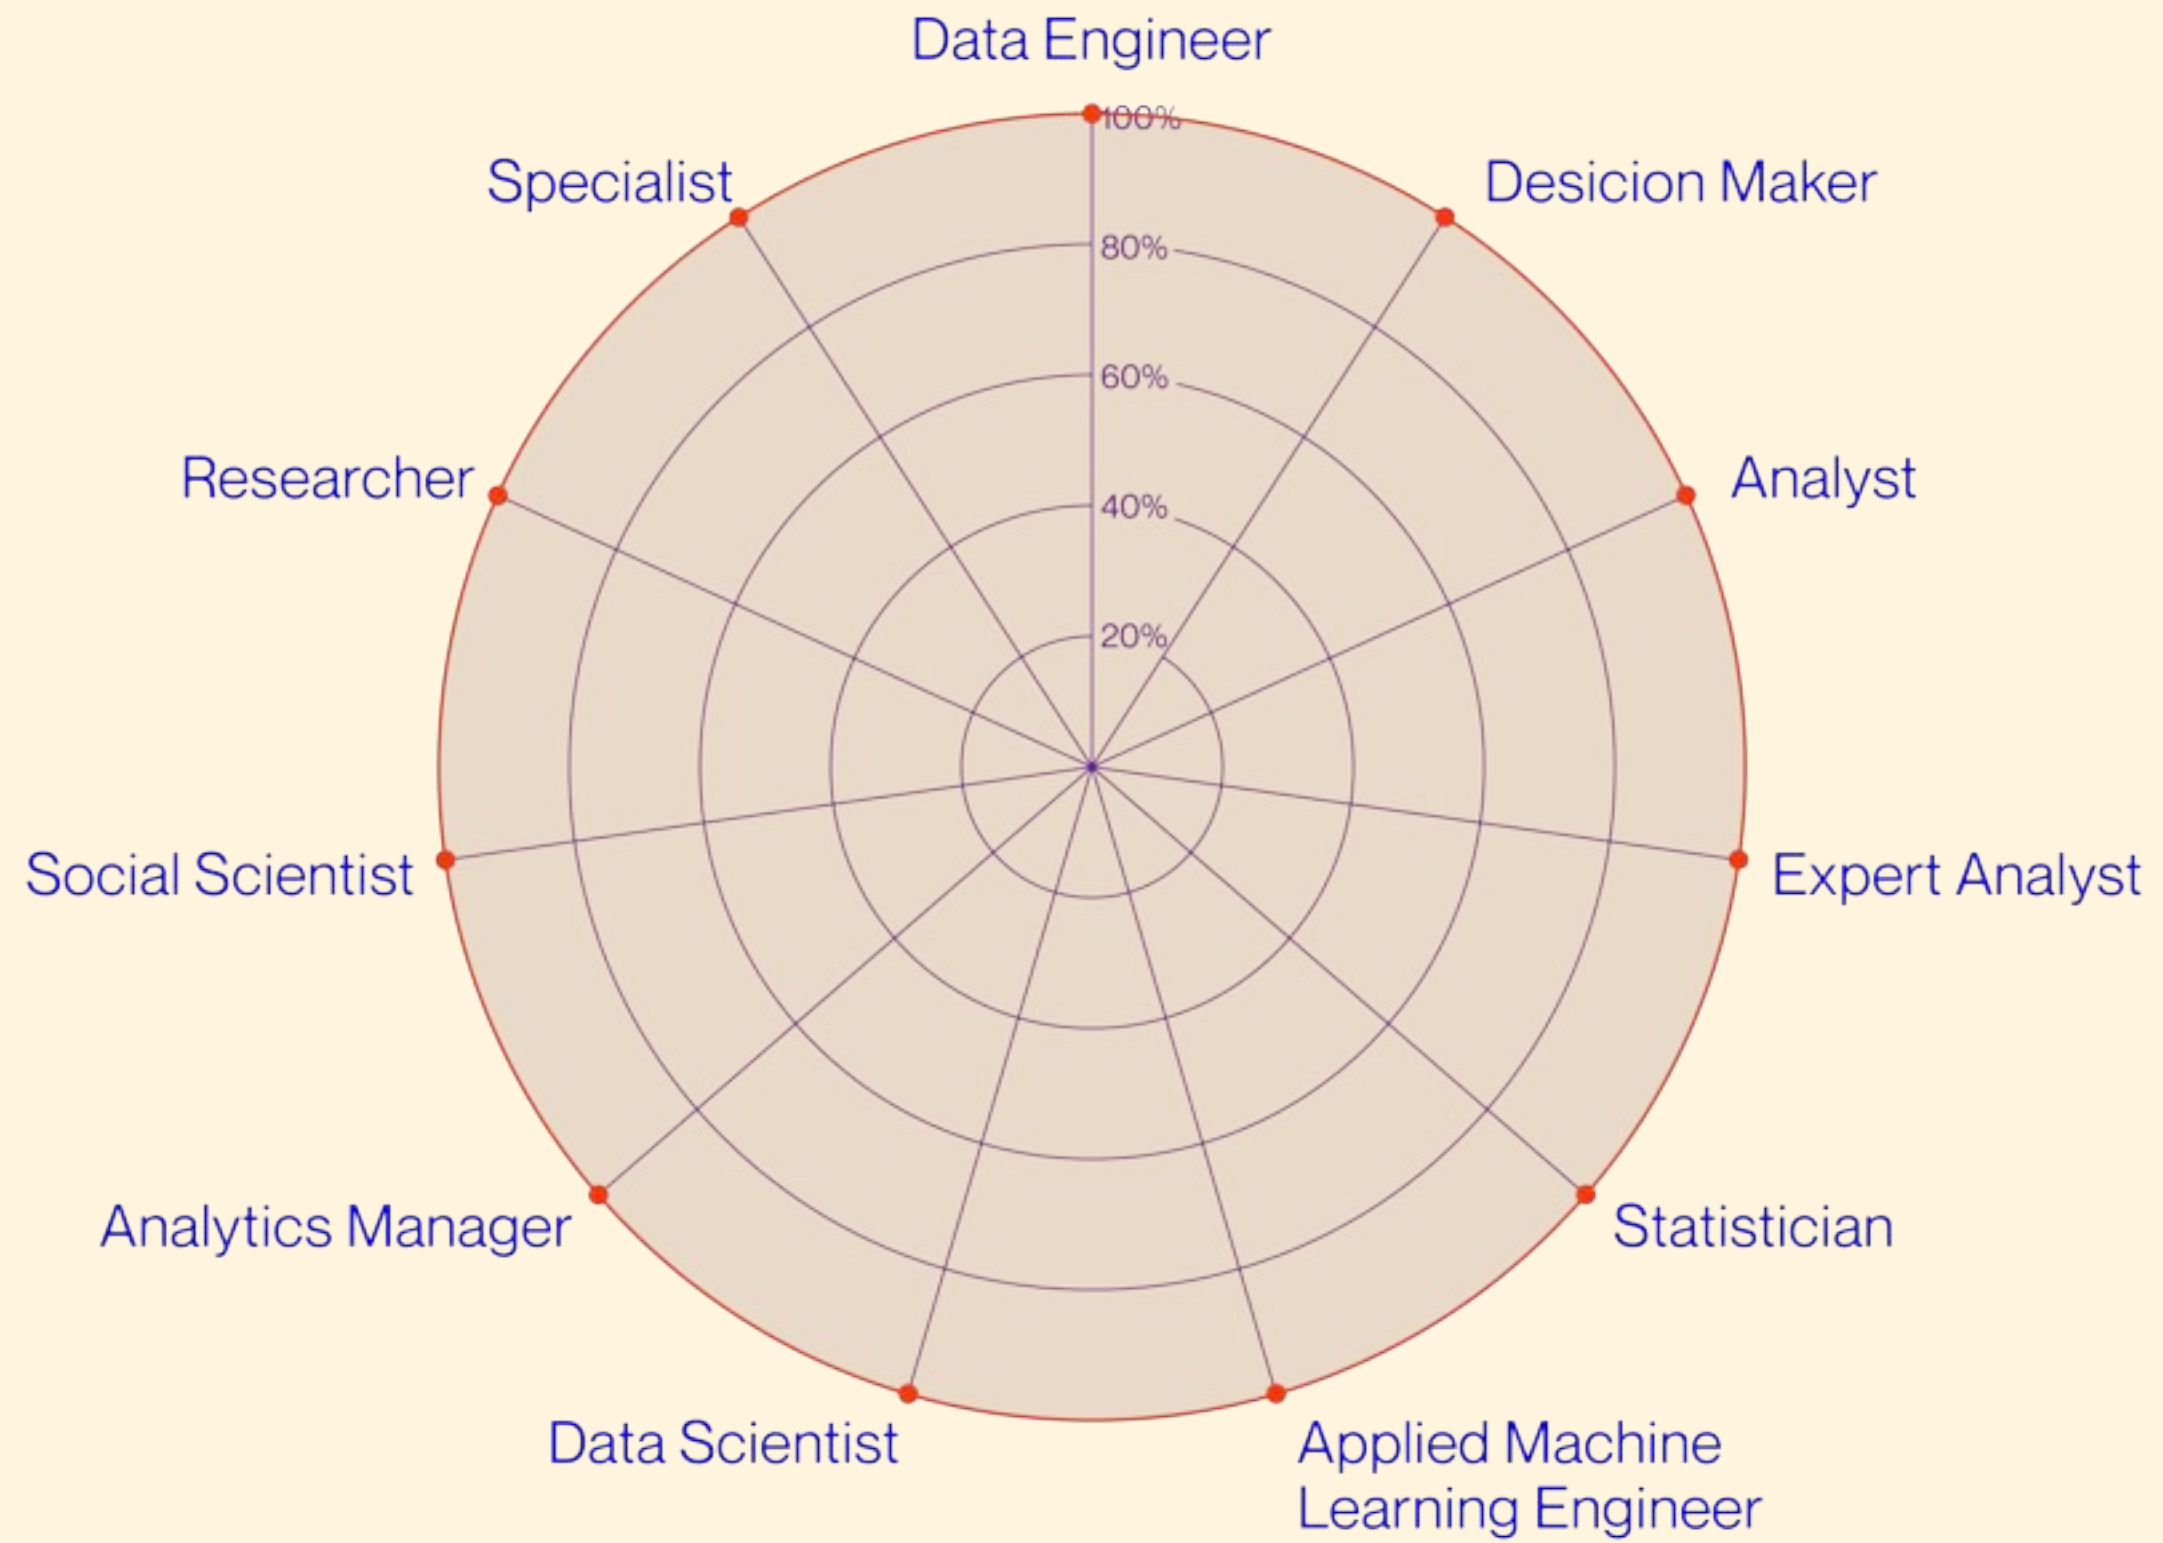 Data Engineer
100%
Specialist
Desicion Maker
80%
60%
Researcher
Analyst
40%
20%
Social Scientist
Expert Analyst
Analytics Manager
Statistician
Data Scientist
Applied Machine
Learning Engineer